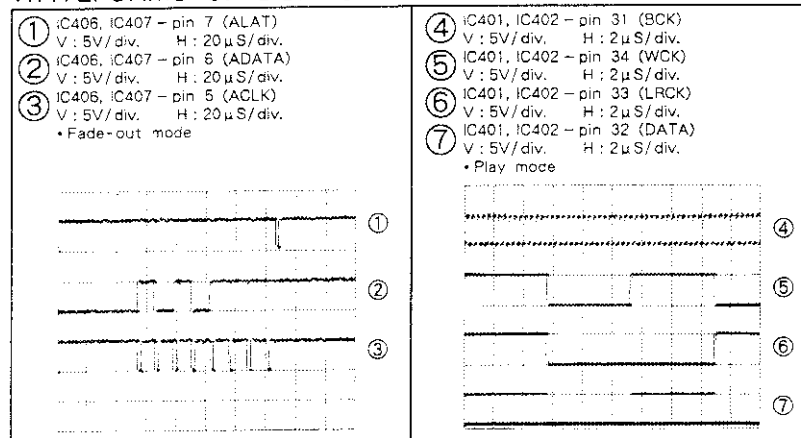 ① IC406, IC407 – pin 7 (ALAT)
V : 5V/div. H : 20μS/div.
② IC406, IC407 – pin 6 (ADATA)
V : 5V/div. H : 20μS/div.
③ IC406, IC407 – pin 5 (ACLK)
V : 5V/div. H : 20μS/div.
• Fade-out mode
①
②
③
④ IC401, IC402 – pin 31 (BCK)
V : 5V/div. H : 2μS/div.
⑤ IC401, IC402 – pin 34 (WCK)
V : 5V/div. H : 2μS/div.
⑥ IC401, IC402 – pin 33 (LRCK)
V : 5V/div. H : 2μS/div.
⑦ IC401, IC402 – pin 32 (DATA)
V : 5V/div. H : 2μS/div.
• Play mode
④
⑤
⑥
⑦